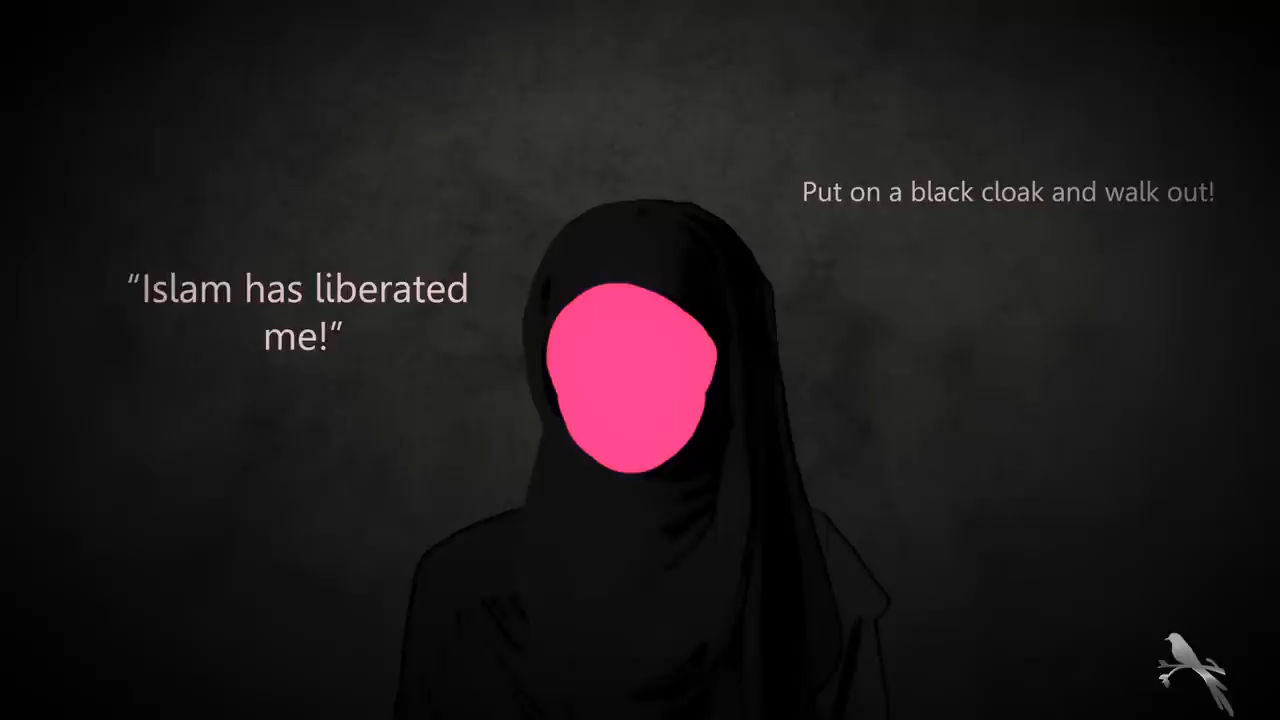 Put on a black cloak and walk out!
“Islam has liberated
me!”